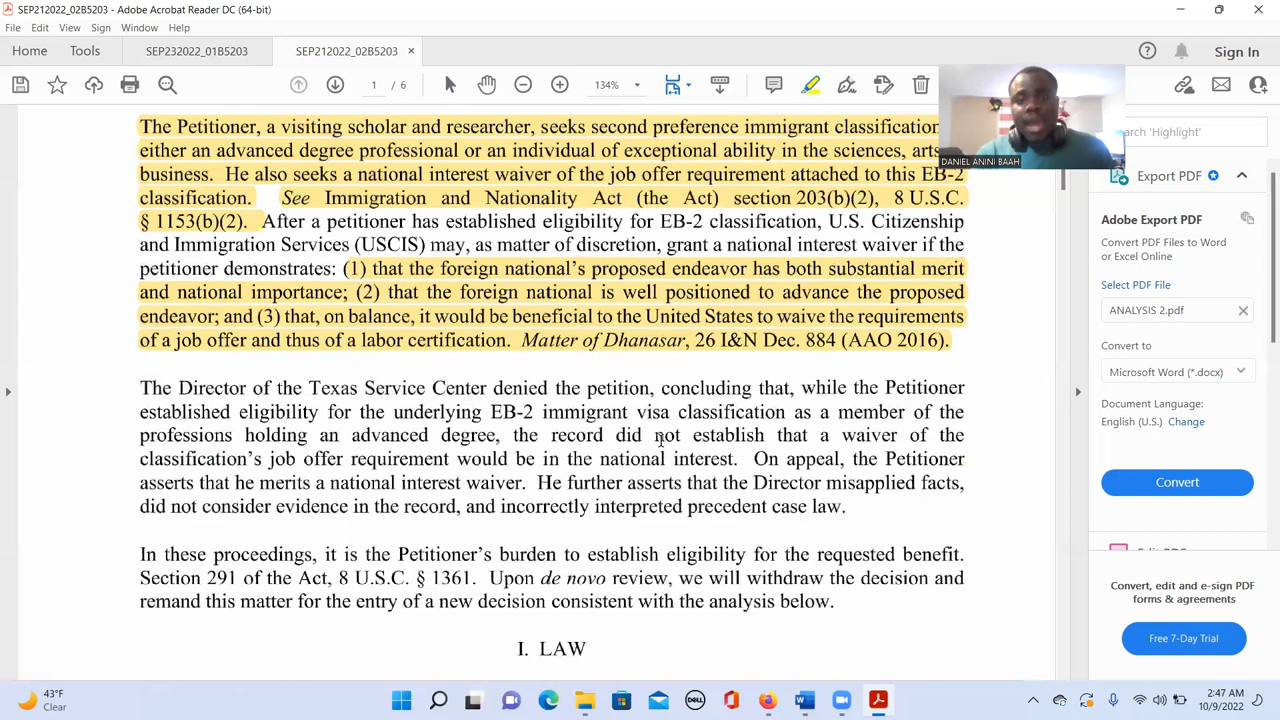 SEP212022_02B5203 - Adobe Acrobat Reader DC (64-bit)
File Edit View Sign Window Help
Home Tools SEP232022_01B5203 SEP212022_02B5203 Sign In
1 / 6 134%
The Petitioner, a visiting scholar and researcher, seeks second preference immigrant classification
either an advanced degree professional or an individual of exceptional ability in the sciences, arts
business. He also seeks a national interest waiver of the job offer requirement attached to this EB-2
classification. See Immigration and Nationality Act (the Act) section 203(b)(2), 8 U.S.C.
§ 1153(b)(2). After a petitioner has established eligibility for EB-2 classification, U.S. Citizenship
and Immigration Services (USCIS) may, as matter of discretion, grant a national interest waiver if the
petitioner demonstrates: (1) that the foreign national's proposed endeavor has both substantial merit
and national importance; (2) that the foreign national is well positioned to advance the proposed
endeavor; and (3) that, on balance, it would be beneficial to the United States to waive the requirements
of a job offer and thus of a labor certification. Matter of Dhanasar, 26 I&N Dec. 884 (AAO 2016).
The Director of the Texas Service Center denied the petition, concluding that, while the Petitioner
established eligibility for the underlying EB-2 immigrant visa classification as a member of the
professions holding an advanced degree, the record did not establish that a waiver of the
classification's job offer requirement would be in the national interest. On appeal, the Petitioner
asserts that he merits a national interest waiver. He further asserts that the Director misapplied facts,
did not consider evidence in the record, and incorrectly interpreted precedent case law.
In these proceedings, it is the Petitioner's burden to establish eligibility for the requested benefit.
Section 291 of the Act, 8 U.S.C. § 1361. Upon de novo review, we will withdraw the decision and
remand this matter for the entry of a new decision consistent with the analysis below.
I. LAW
DANIEL ANINI BAAH
'Highlight'
Export PDF
Adobe Export PDF
Convert PDF Files to Word
or Excel Online
Select PDF File
ANALYSIS 2.pdf
Convert to
Microsoft Word (*.docx)
Document Language:
English (U.S.) Change
Convert
Convert, edit and e-sign PDF
forms & agreements
Free 7-Day Trial
43°F
Clear
DELL
2:47 AM
10/9/2022